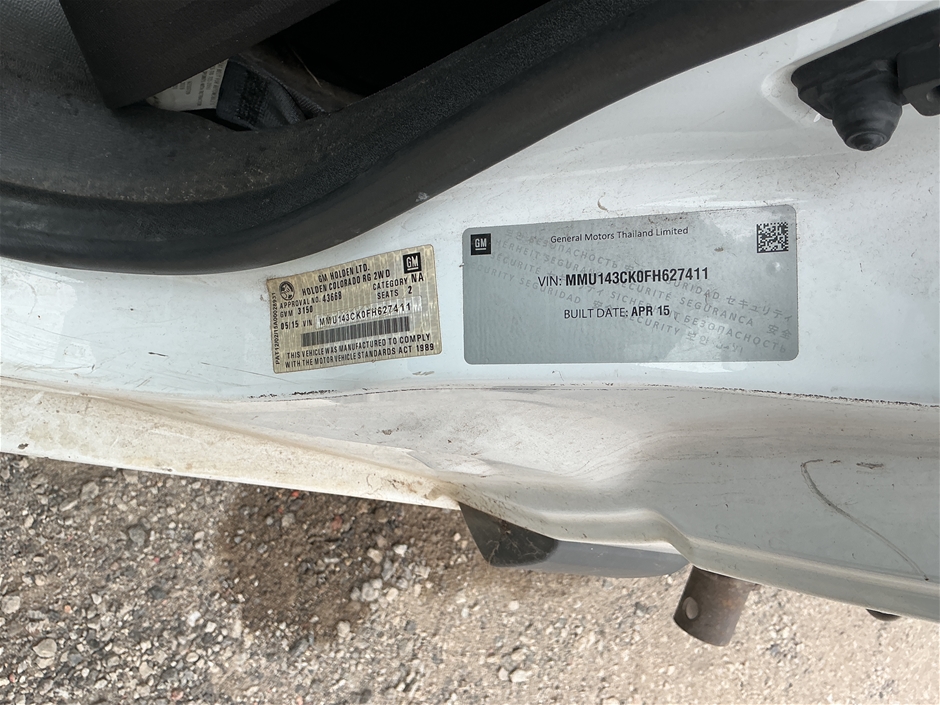 GM HOLDEN LTD.
HOLDEN COLORADO RG 2WD
APPROVAL NO. 43668
CATEGORY NA
GVM 3150
SEATS 2
05/15 VIN MMU143CK0FH627411
THIS VEHICLE WAS MANUFACTURED TO COMPLY
WITH THE MOTOR VEHICLE STANDARDS ACT 1989
GM
GM
General Motors Thailand Limited
VIN: MMU143CK0FH627411
BUILT DATE: APR 15
SECURITY